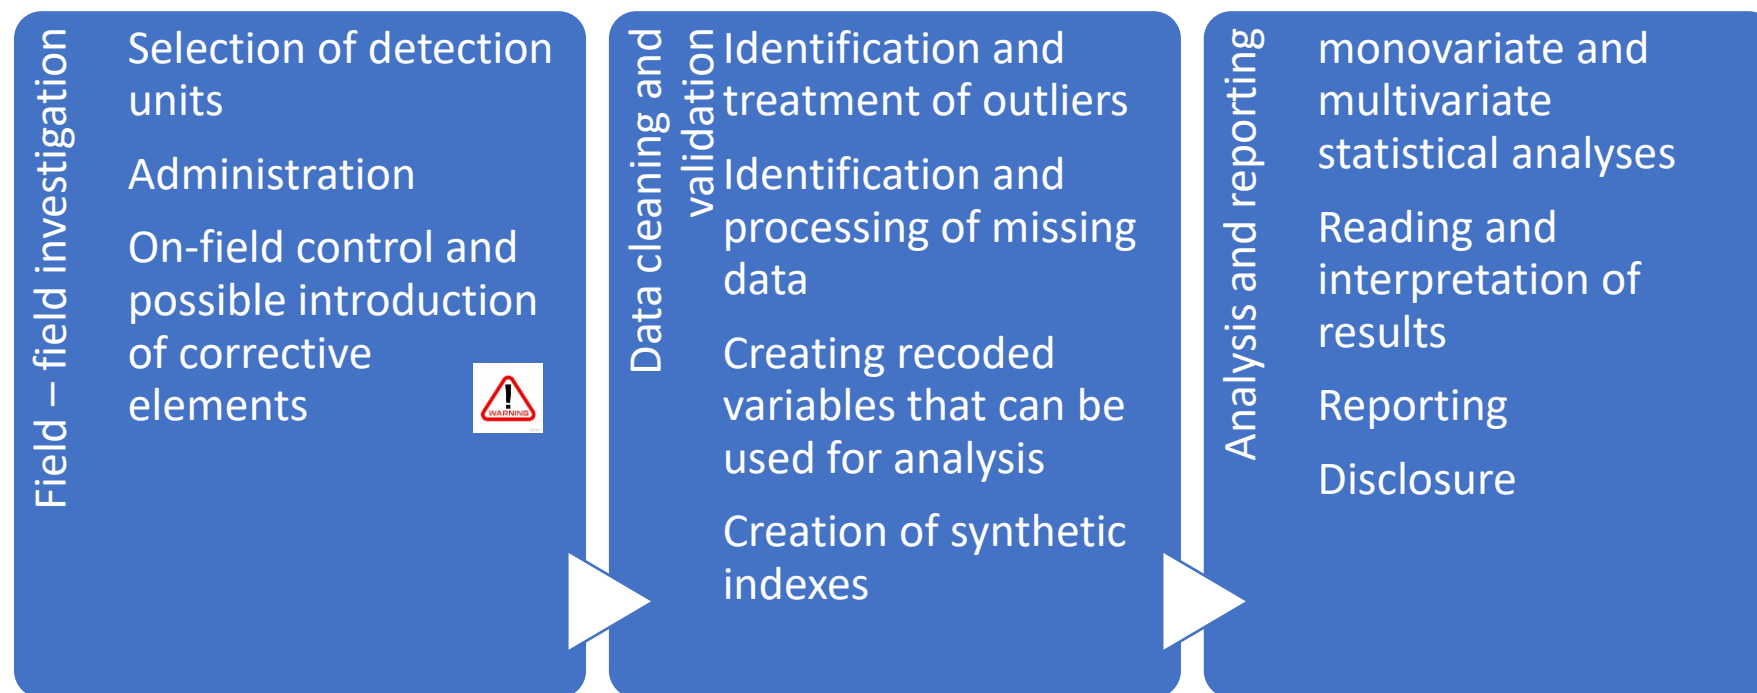 Field – field investigation
Selection of detection
units
Administration
On-field control and
possible introduction
of corrective
elements
WARNING
Data cleaning and
validation
Identification and
treatment of outliers
Identification and
processing of missing
data
Creating recoded
variables that can be
used for analysis
Creation of synthetic
indexes
Analysis and reporting
monovariate and
multivariate
statistical analyses
Reading and
interpretation of
results
Reporting
Disclosure